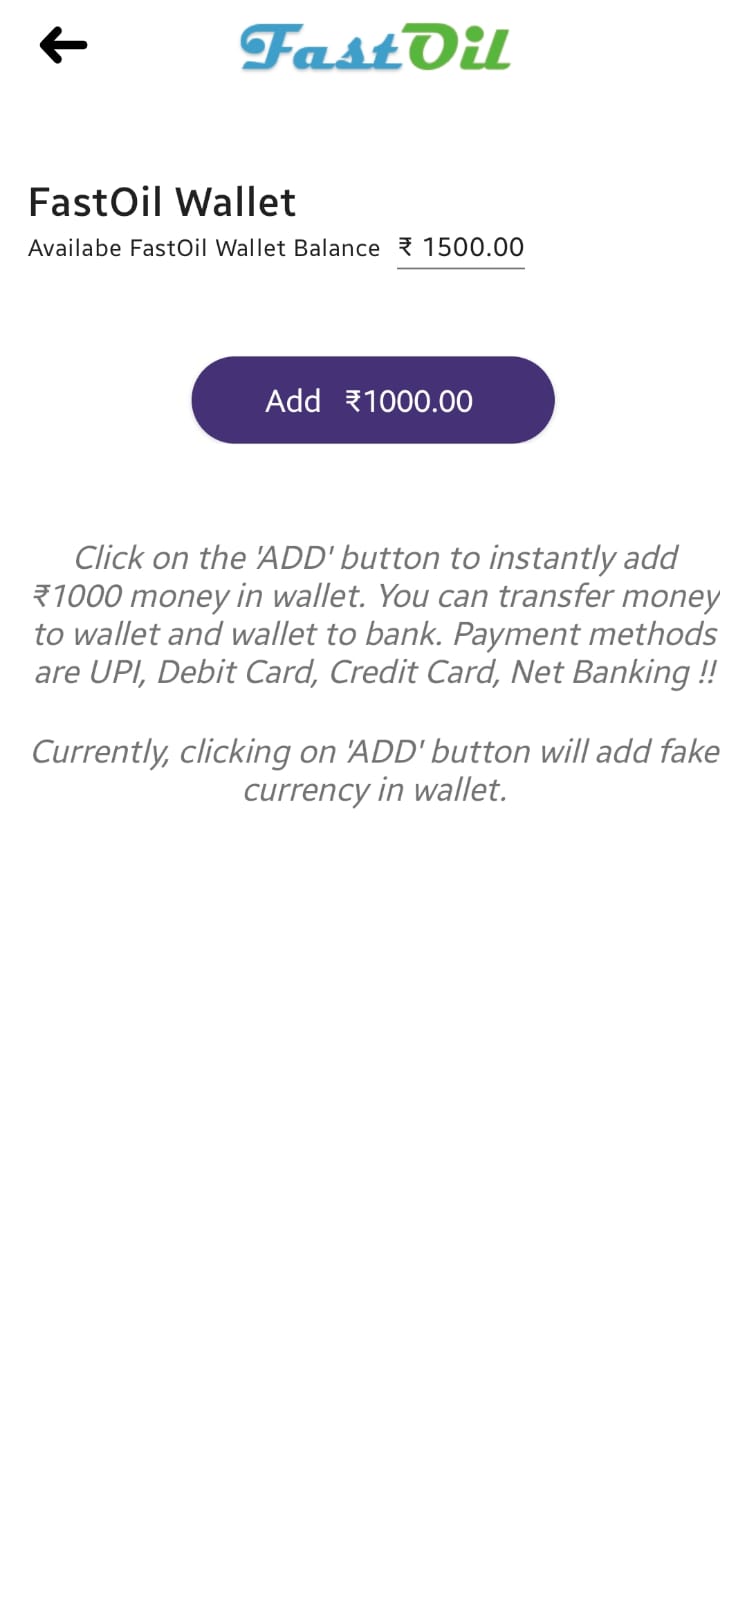 FastOil
FastOil Wallet
Availabe FastOil Wallet Balance ₹ 1500.00
Add ₹1000.00
Click on the 'ADD' button to instantly add
₹1000 money in wallet. You can transfer money
to wallet and wallet to bank. Payment methods
are UPI, Debit Card, Credit Card, Net Banking !!
Currently, clicking on 'ADD' button will add fake
currency in wallet.